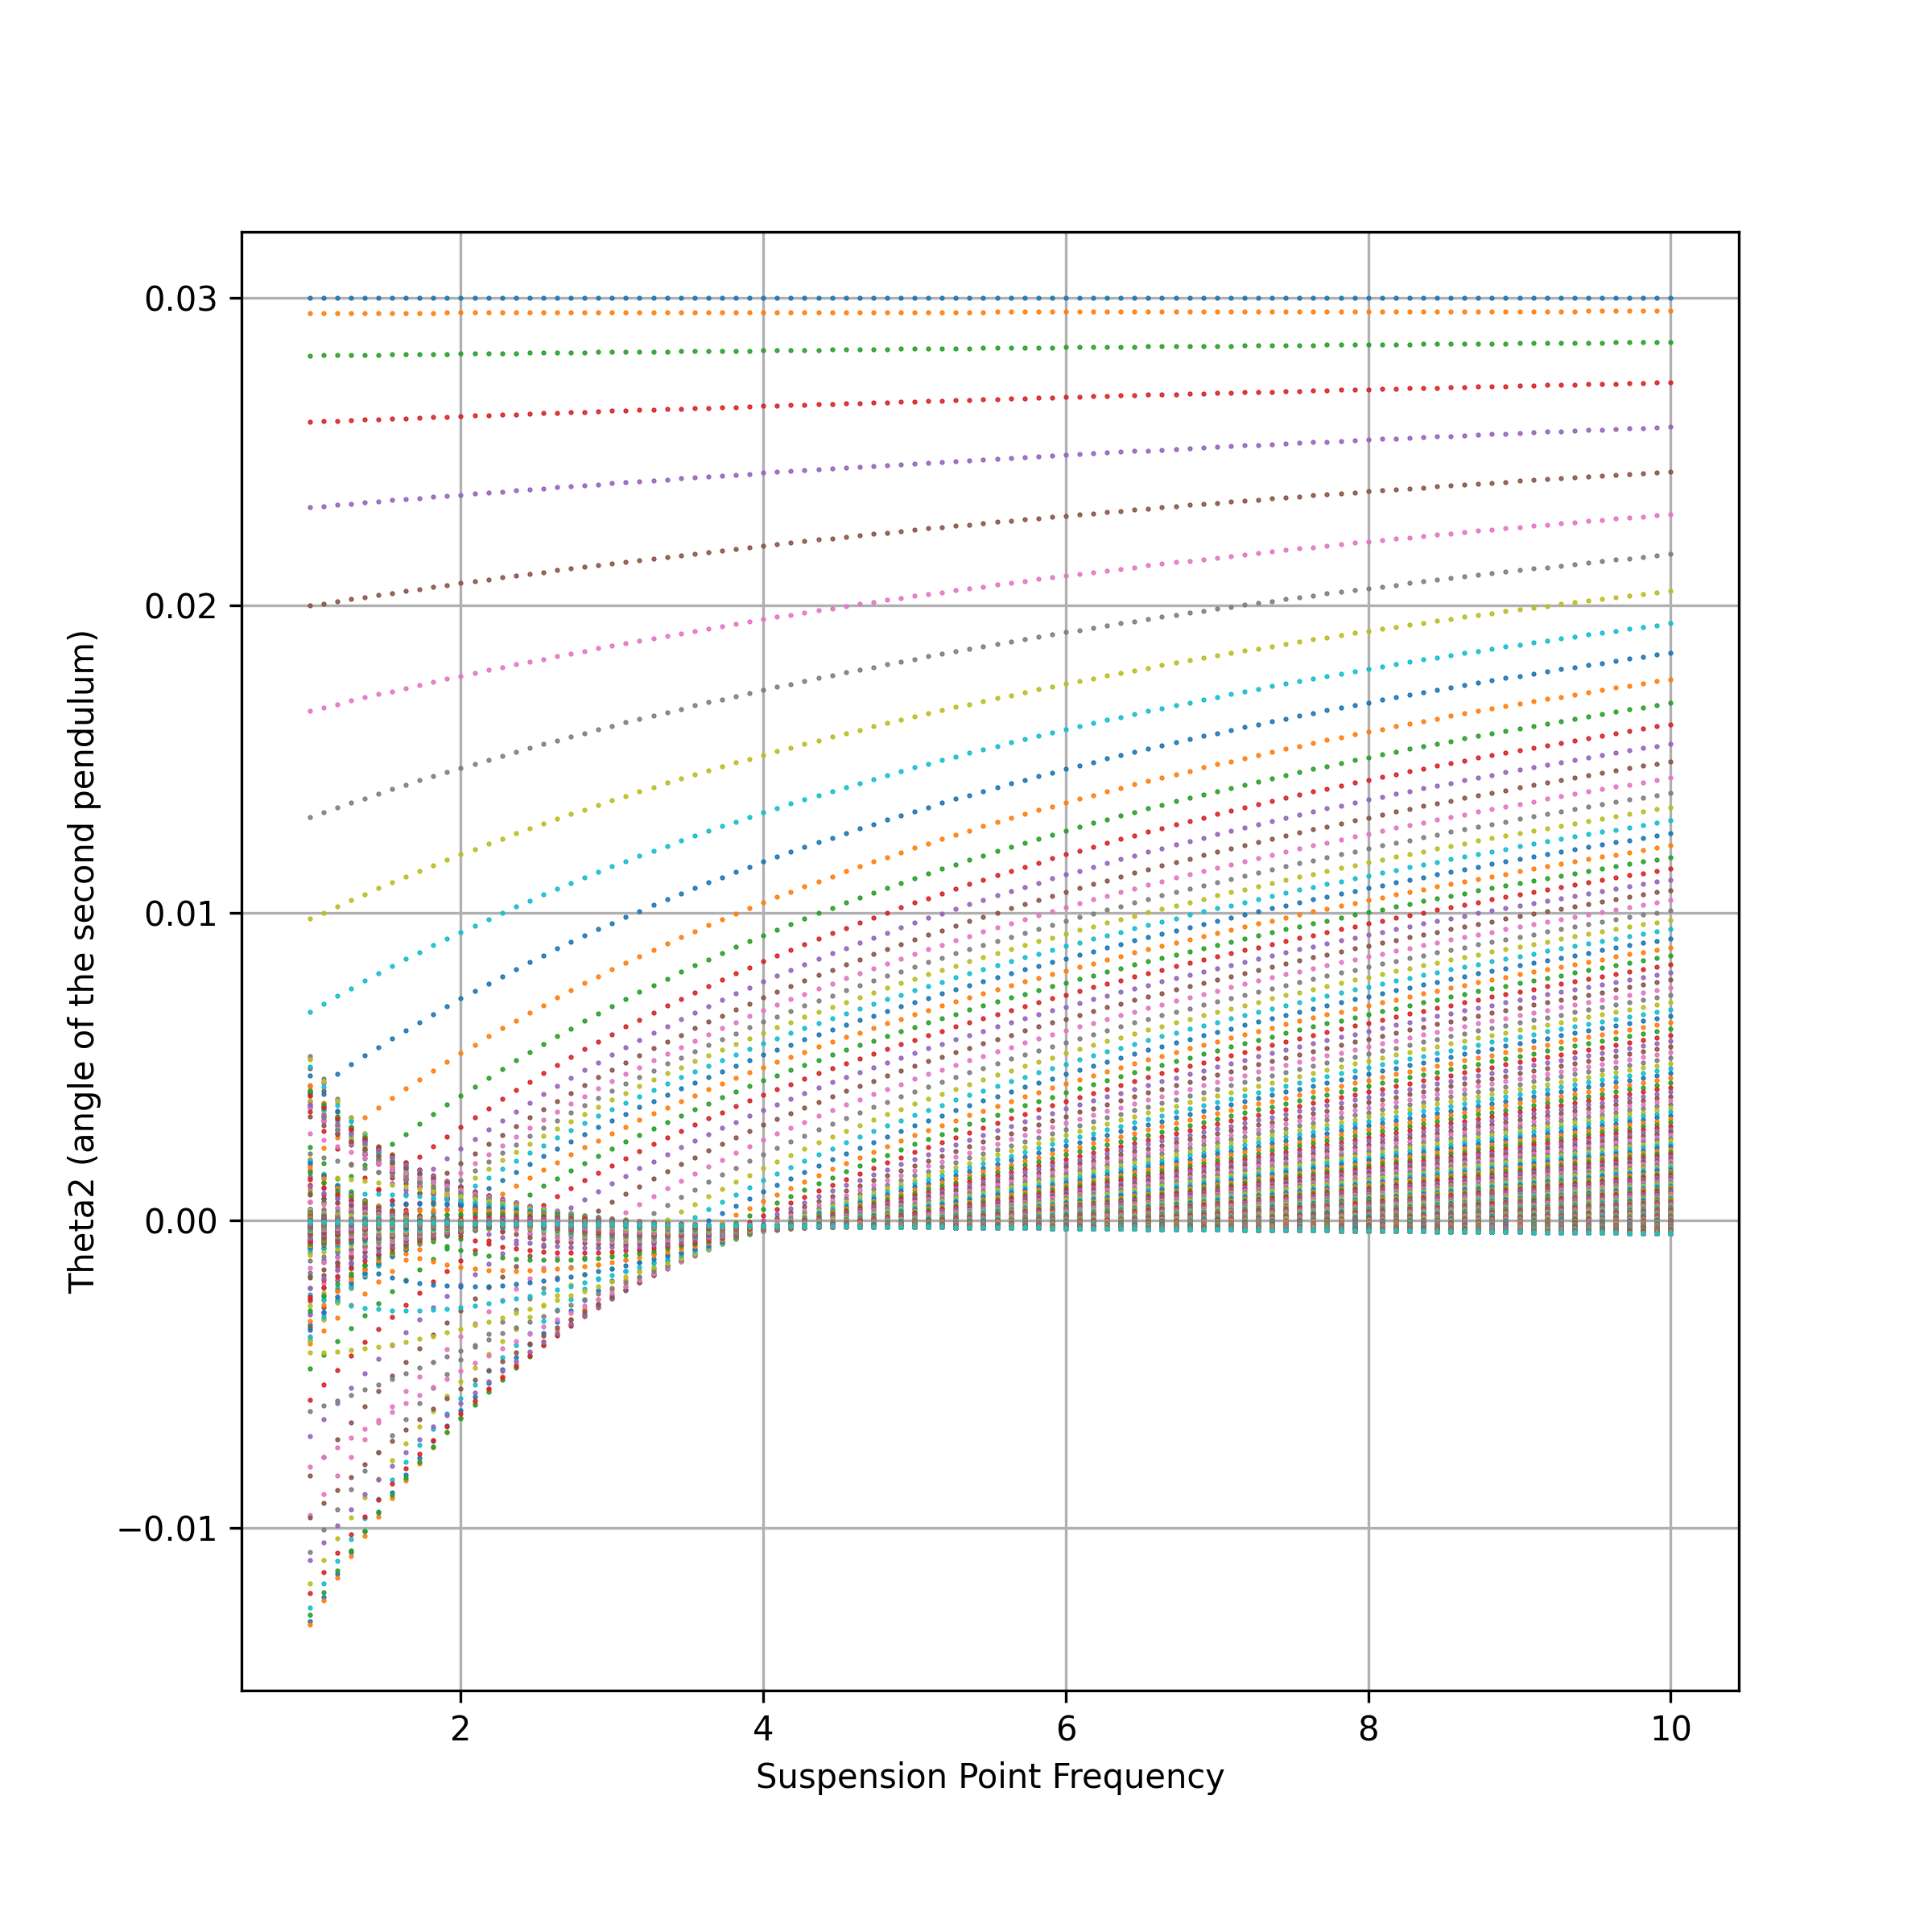 0.03
0.02
0.01
0.00
−0.01
Theta2 (angle of the second pendulum)
2 4 6 8 10
Suspension Point Frequency